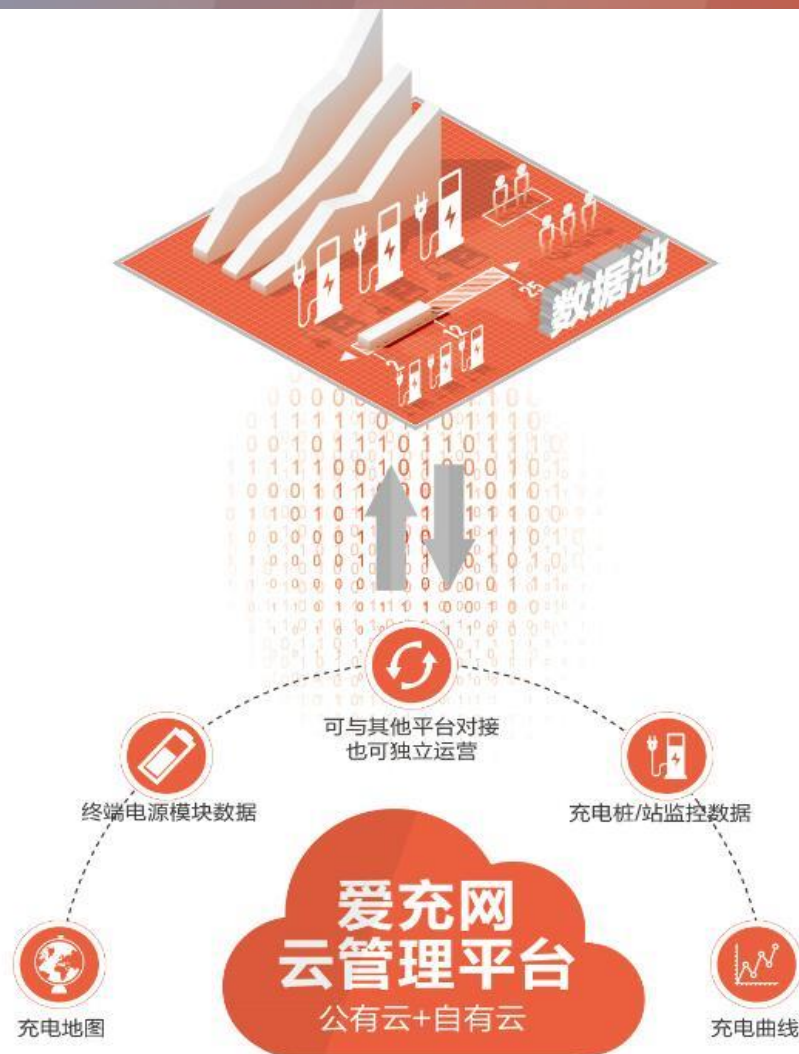 数据池
25
12
可与其他平台对接
也可独立运营
终端电源模块数据
充电桩/站监控数据
爱充网
云管理平台
公有云+自有云
充电地图
充电曲线